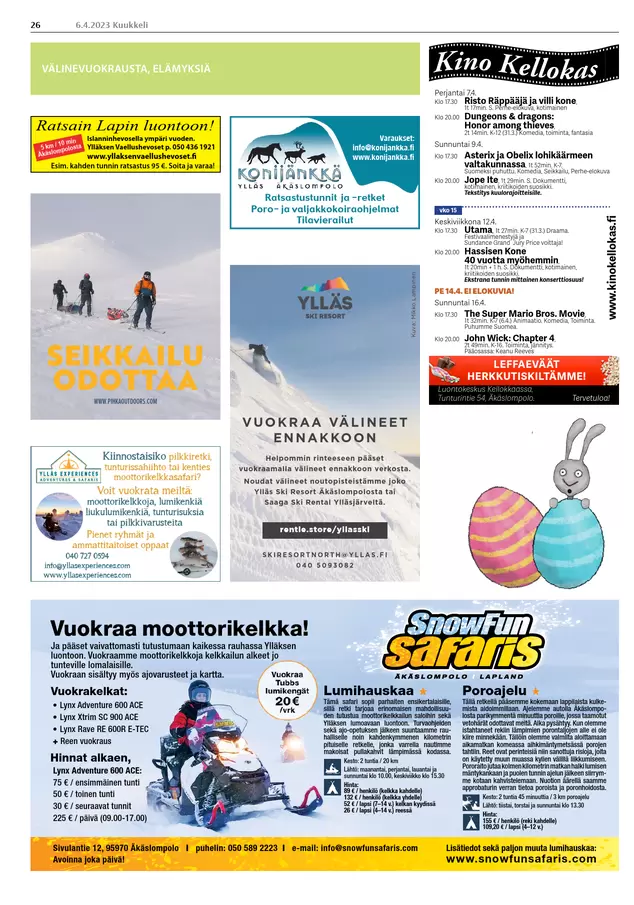 26
6.4.2023 Kuukkeli
VÄLINEVUOKRAUSTA, ELÄMYKSIÄ
Ratsain Lapin luontoon!
5 km / 10 min
Äkäslompolosta
Islanninhevosella ympäri vuoden.
Ylläksen Vaellushevoset p. 050 436 1921
www.yllaksenvaellushevoset.fi
Esim. kahden tunnin ratsastus 95 €. Soita ja varaa!
Varaukset:
info@konijankka.fi
www.konijankka.fi
KONIJÄNKKÄ
YLLÄS ÄKÄSLOMPOLO
Ratsastustunnit ja -retket
Poro- ja valjakkokoiraohjelmat
Tilavierailut
SEIKKAILU
ODOTTAA
WWW.PIHKAOUTDOORS.COM
YLLÄS
SKI RESORT
VUOKRAA VÄLINEET
ENNAKKOON
Helpommin rinteeseen pääset
vuokraamalla välineet ennakkoon verkosta.
Noudat välineet noutopisteistämme joko
Ylläs Ski Resort Äkäslompolosta tai
Saaga Ski Rental Ylläsjärveltä.
rentle.store/yllasski
SKIRESORTNORTH@YLLAS.FI
040 5093082
YLLÄS EXPERIENCES
ADVENTURES & SAFARIS
Kiinnostaisiko pilkkiretki,
tunturissahiihto tai kenties
moottorikelkkasafari?
Voit vuokrata meiltä:
moottorikelkkoja, lumikenkiä
liukulumikenkiä, tunturisuksia
tai pilkkivarusteita
Pienet ryhmät ja
ammattitaitoiset oppaat
040 727 0594
info@yllasexperiences.com
www.yllasexperiences.com
Kino Kellokas
Perjantai 7.4.
Klo 17.30 Risto Räppääjä ja villi kone,
1t 17min. S. Perhe-elokuva, kotimainen
Klo 20.00 Dungeons & dragons:
Honor among thieves,
2t 14min. K-12 (31.3.) Komedia, toiminta, fantasia
Sunnuntai 9.4.
Klo 17.30 Asterix ja Obelix lohikäärmeen
valtakunnassa, 1t 52min, K-7.
Suomeksi puhuttu. Komedia, Seikkailu, Perhe-elokuva
Klo 20.00 Jope Ite, 1t 29min. S. Dokumentti,
kotimainen, kriitikoiden suosikki.
Tekstitys kuulorajoitteisille.
vko 15
Keskiviikkona 12.4.
Klo 17.30 Utama, 1t 27min. K-7 (31.3.) Draama.
Festivaalimenestyjä ja
Sundance Grand Jury Price voittaja!
Klo 20.00 Hassisen Kone
40 vuotta myöhemmin,
1t 20min + 1 h. S. Dokumentti, kotimainen,
kriitikoiden suosikki.
Ekstrana tunnin mittainen konserttiosuus!
PE 14.4. EI ELOKUVIA!
Sunnuntai 16.4.
Klo 17.30 The Super Mario Bros. Movie,
1t 32min. K-7 (6.4.) Animaatio. Komedia, Toiminta.
Puhumme Suomea.
Klo 20.00 John Wick: Chapter 4,
2t 49min. K-16, Toiminta, jännitys.
Pääosassa: Keanu Reeves
www.kinokellokas.fi
LEFFAEVÄÄT
HERKKUTISKILTÄMME!
Luontokeskus Kellokkaassa,
Tunturintie 54, Äkäslompolo. Tervetuloa!
Vuokraa moottorikelkka!
Ja pääset vaivattomasti tutustumaan kaikessa rauhassa Ylläksen
luontoon. Vuokraamme moottorikelkkoja kelkkailun alkeet jo
tunteville lomalaisille.
Vuokraan sisältyy myös ajovarusteet ja kartta.
Vuokrakelkat:
• Lynx Adventure 600 ACE
• Lynx Xtrim SC 900 ACE
• Lynx Rave RE 600R E-TEC
+ Reen vuokraus
Hinnat alkaen,
Lynx Adventure 600 ACE:
75 € / ensimmäinen tunti
50 € / toinen tunti
30 € / seuraavat tunnit
225 € / päivä (09.00-17.00)
Vuokraa
Tubbs
lumikengät
20 €
/vrk
SnowFun
Safaris
ÄKÄSLOMPOLO | LAPLAND
Lumihauskaa
Tämä safari sopii parhaiten ensikertalaisille,
sillä retki tarjoaa erinomaisen mahdollisuu-
den tutustua moottorikelkkailun saloihin sekä
Ylläksen lumoavaan luontoon. Turvaohjeiden
sekä ajo-opetuksen jälkeen suuntaamme rau-
halliselle noin kahdenkymmenen kilometrin
pituiselle retkelle, jonka varrella nautimme
makoisat pullakahvit lämpimässä kodassa.
Kesto: 2 tuntia / 20 km
Lähtö: maanantai, perjantai, lauantai ja
sunnuntai klo 10.00, keskiviikko klo 15.30
Hinta:
89 € / henkilö (kelkka kahdelle)
132 € / henkilö (kelkka yhdelle)
52 € / lapsi (7–14 v.) kelkan kyydissä
26 € / lapsi (4–14 v.) reessä
Poroajelu
Tällä retkellä pääsemme kokemaan lappilaista kulke-
mista aidoimmillaan. Ajelemme autolla Äkäslompo-
losta parikymmentä minuuttia poroille, jossa taamotut
vetohärät odottavat meitä. Aika pysähtyy. Kun olemme
istahtaneet rekiin lämpimien porontaljojen alle ei ole
kiire minnekään. Tällöin olemme valmiita aloittamaan
aikamatkan komeassa aihkimäntymetsässä porojen
tahtiin. Reet ovat perinteisiä niin sanottuja riskoja, joita
on käytetty muun muassa kylien välillä liikkumiseen.
Pororaito jutaa kolmen kilometrin matkan halki lumisen
mäntykankaan ja puolen tunnin ajelun jälkeen siirrym-
me kotaan kahvistelemaan. Nuotion äärellä saamme
approbaturin verran tietoa poroista ja poronhoidosta.
Kesto: 2 tuntia 45 minuuttia / 3 km poroajelu
Lähtö: tiistai, torstai ja sunnuntai klo 13.30
Hinta:
155 € / henkilö (reki kahdelle)
109,20 € / lapsi (4–12 v.)
Sivulantie 12, 95970 Äkäslompolo I puhelin: 050 589 2223 I e-mail: info@snowfunsafaris.com
Avoinna joka päivä!
Lisätiedot sekä paljon muuta lumihauskaa:
www.snowfunsafaris.com